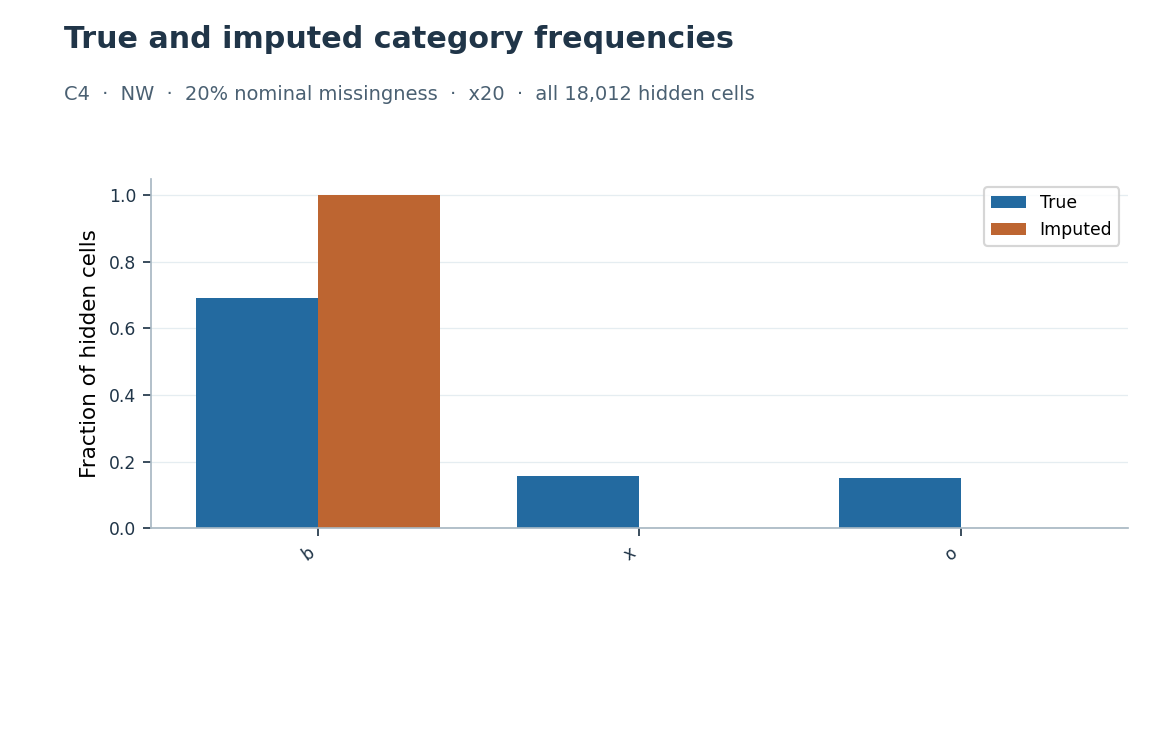 True and imputed category frequencies
C4 · NW · 20% nominal missingness · x20 · all 18,012 hidden cells
Fraction of hidden cells
1.0
0.8
0.6
0.4
0.2
0.0
True
Imputed
b
x
o